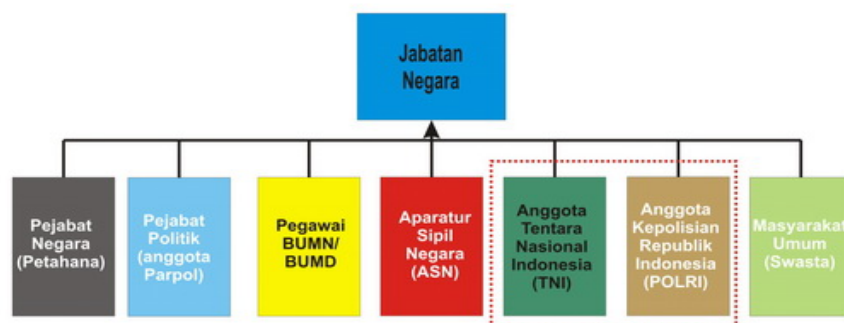 Jabatan
Negara
Pejabat
Negara
(Petahana)
Pejabat
Politik
(anggota
Parpol)
Pegawai
BUMN/
BUMD
Aparatur
Sipil
Negara
(ASN)
Anggota
Tentara
Nasional
Indonesia
(TNI)
Anggota
Kepolisian
Republik
Indonesia
(POLRI)
Masyarakat
Umum
(Swasta)